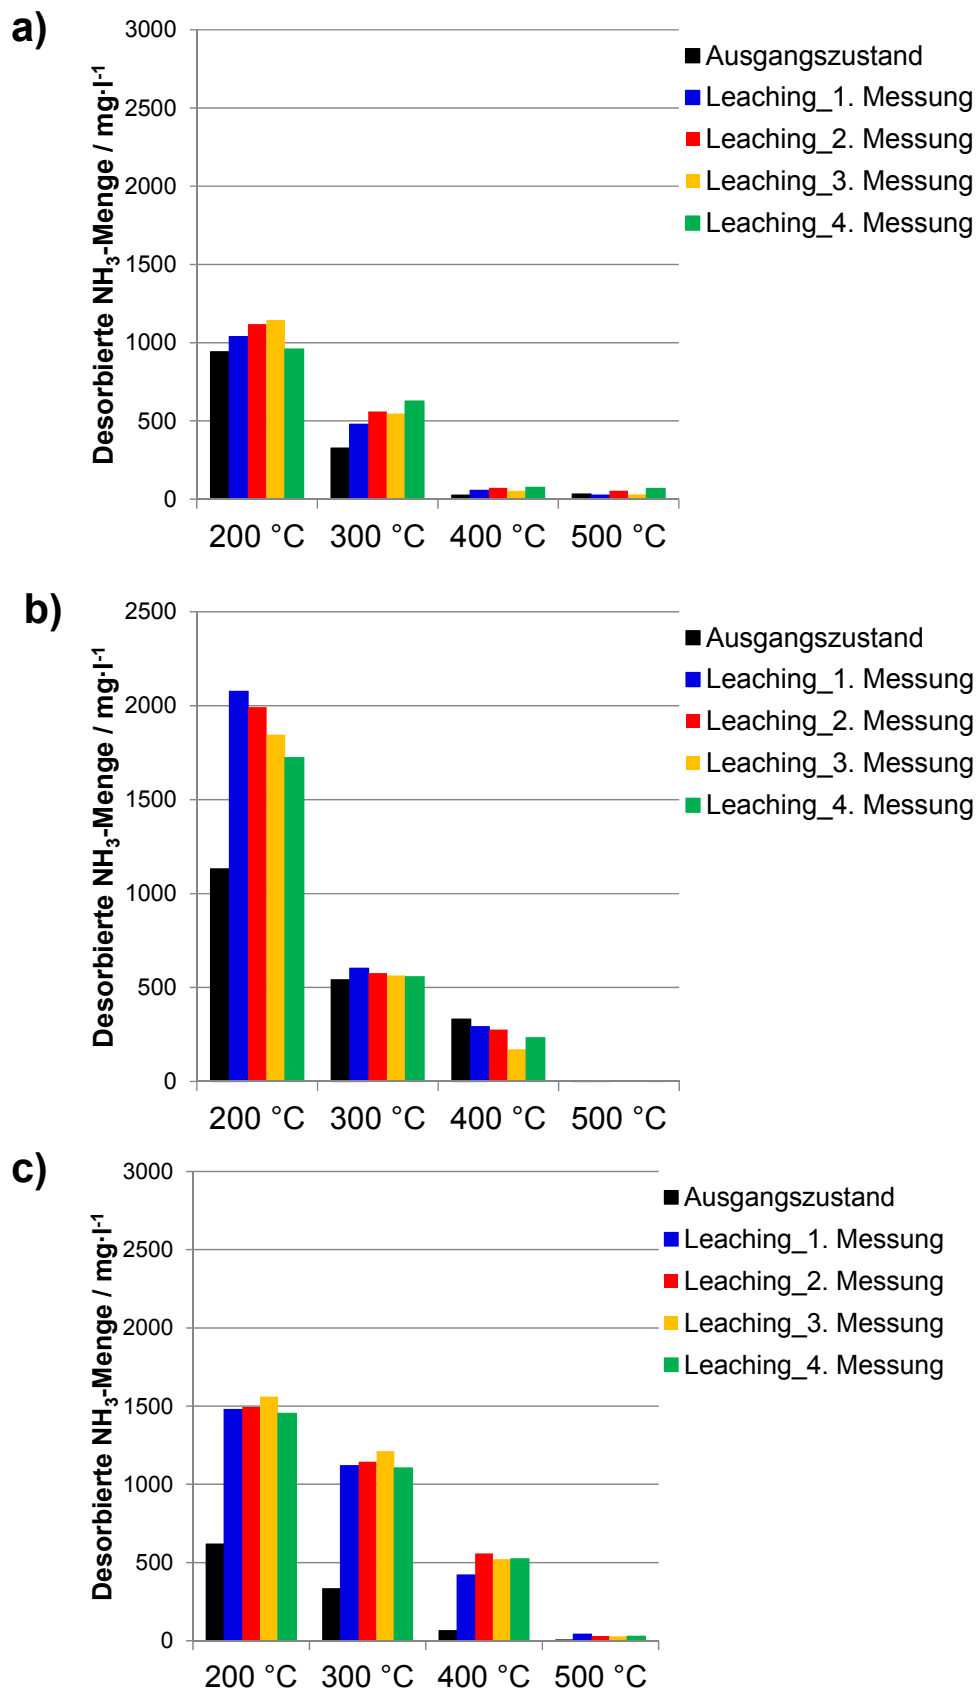 a)
Desorbierte NH₃-Menge / mg·l⁻¹
3000
2500
2000
1500
1000
500
0
200 °C 300 °C 400 °C 500 °C
Ausgangszustand
Leaching_1. Messung
Leaching_2. Messung
Leaching_3. Messung
Leaching_4. Messung
b)
Desorbierte NH₃-Menge / mg·l⁻¹
2500
2000
1500
1000
500
0
200 °C 300 °C 400 °C 500 °C
Ausgangszustand
Leaching_1. Messung
Leaching_2. Messung
Leaching_3. Messung
Leaching_4. Messung
c)
Desorbierte NH₃-Menge / mg·l⁻¹
3000
2500
2000
1500
1000
500
0
200 °C 300 °C 400 °C 500 °C
Ausgangszustand
Leaching_1. Messung
Leaching_2. Messung
Leaching_3. Messung
Leaching_4. Messung